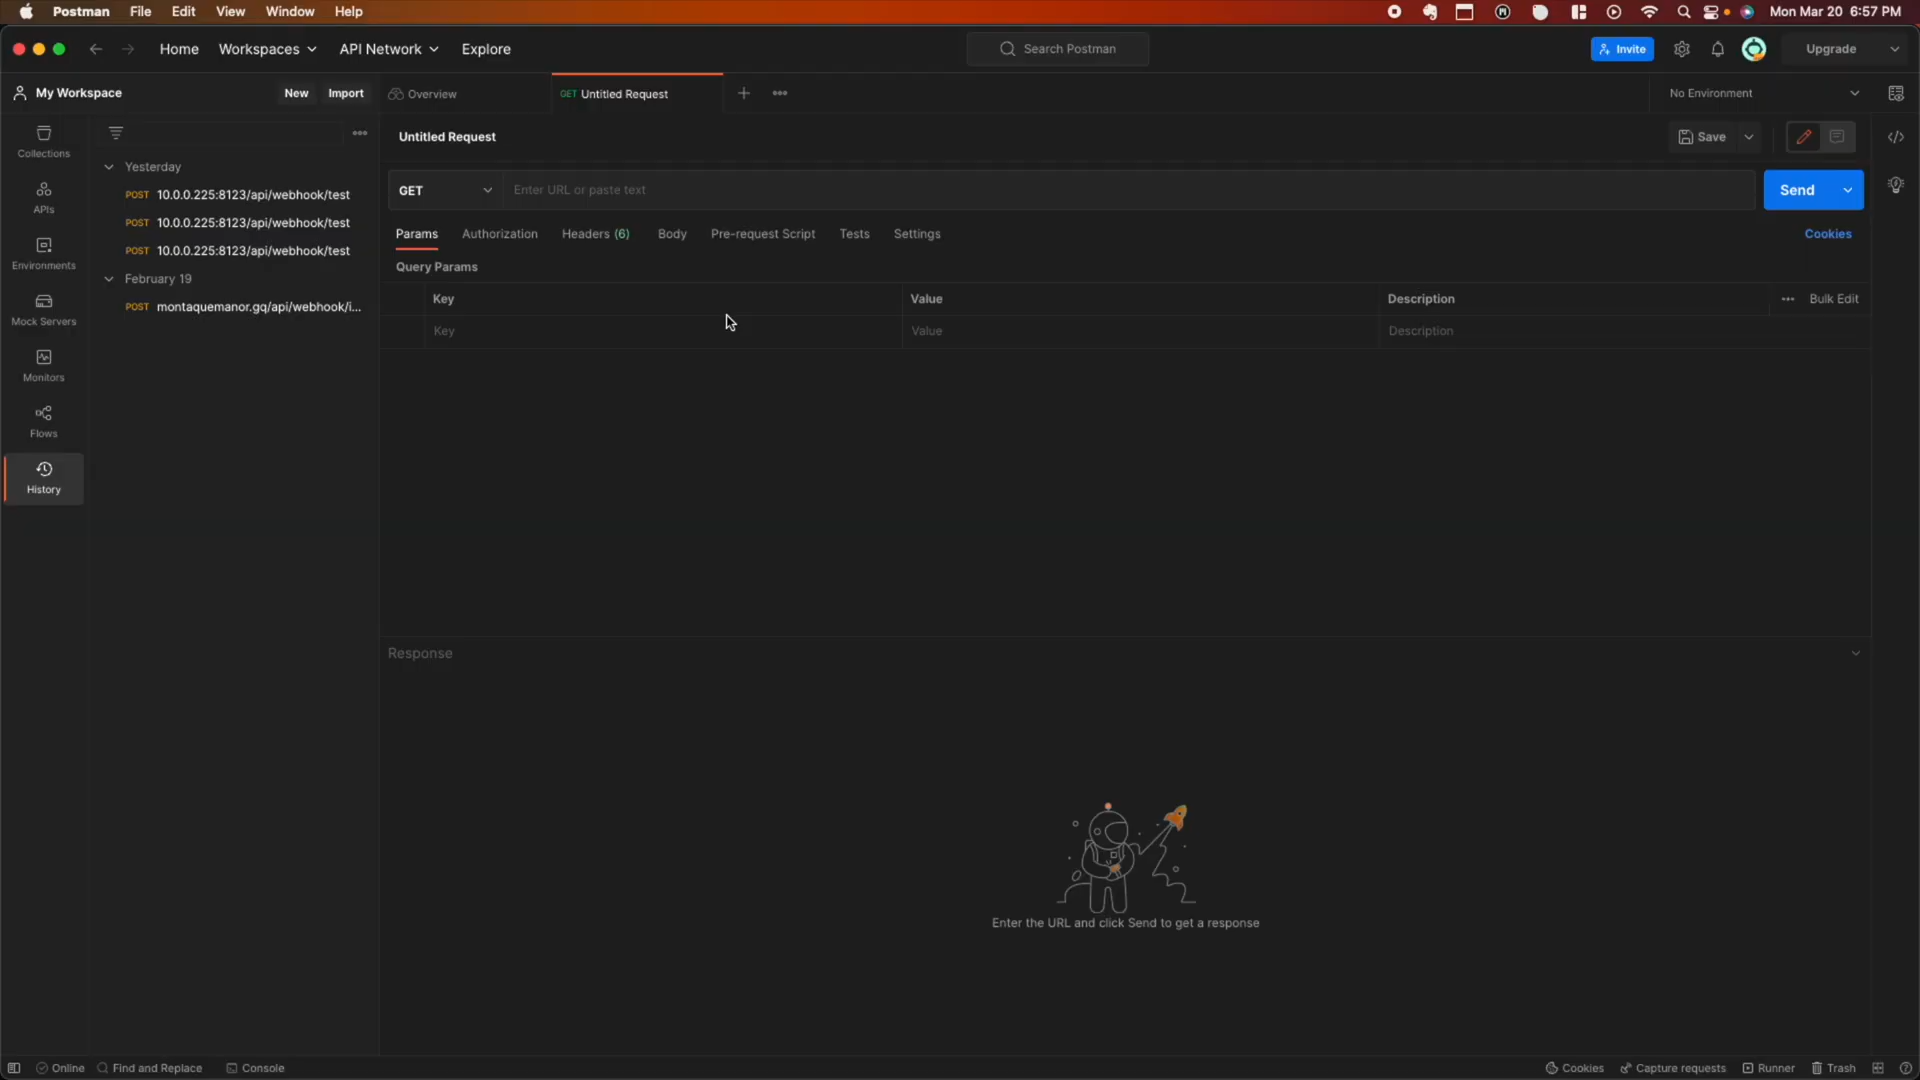 Postman File Edit View Window Help Mon Mar 20 6:57 PM
Home Workspaces API Network Explore Search Postman Invite Upgrade
My Workspace New Import Overview GET Untitled Request No Environment
Untitled Request Save
Collections
APIs
Environments
Mock Servers
Monitors
Flows
History
Yesterday
POST 10.0.0.225:8123/api/webhook/test
POST 10.0.0.225:8123/api/webhook/test
POST 10.0.0.225:8123/api/webhook/test
February 19
POST montaquemanor.gq/api/webhook/i...
GET Enter URL or paste text Send
Params Authorization Headers (6) Body Pre-request Script Tests Settings Cookies
Query Params
Key Value Description Bulk Edit
Key Value Description
Response
Enter the URL and click Send to get a response
Online Find and Replace Console Cookies Capture requests Runner Trash